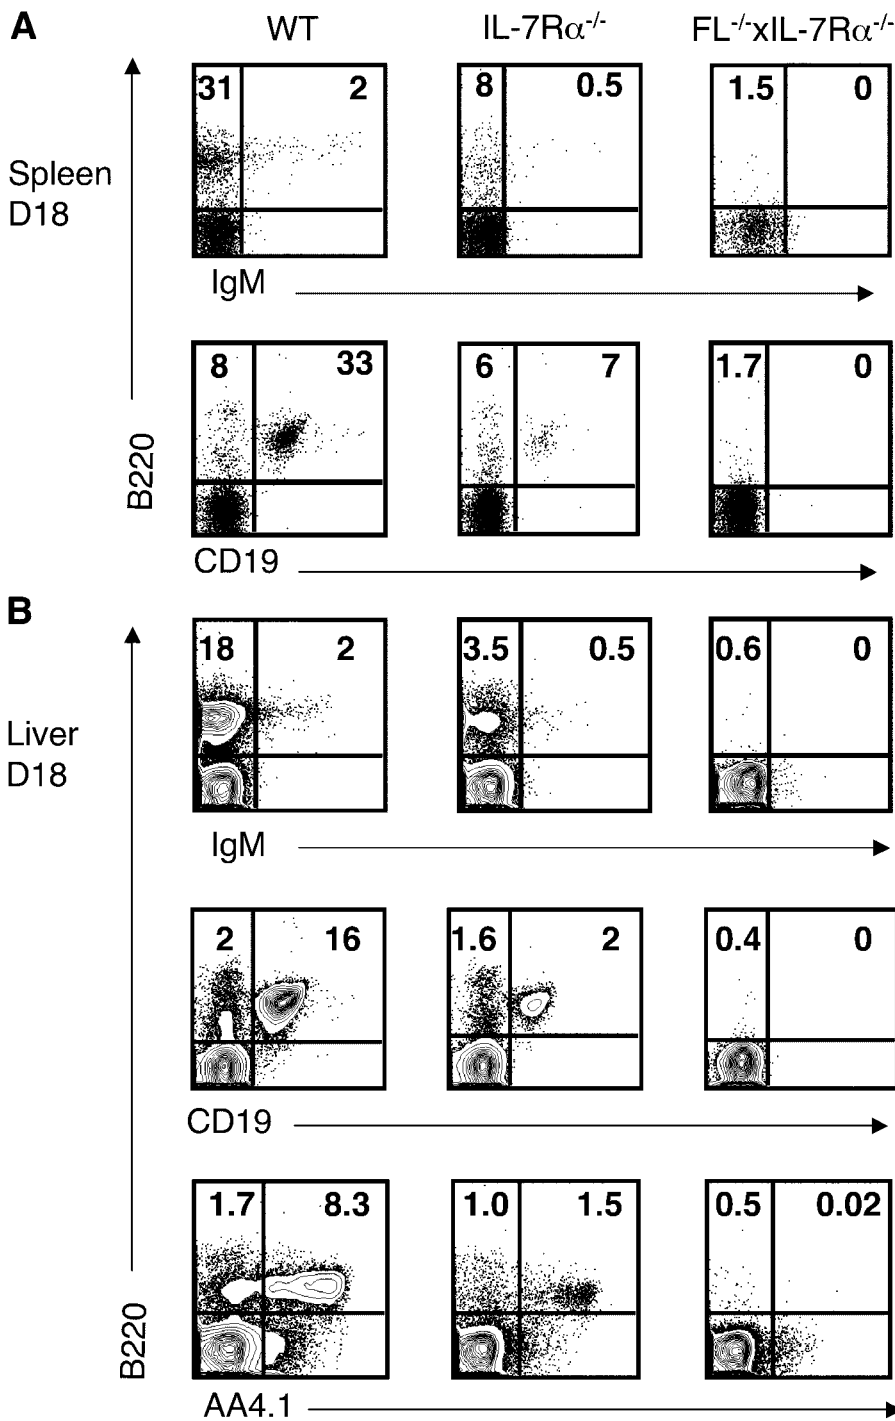 A
WT IL-7Rα-/- FL-/-xIL-7Rα-/-
31 2 8 0.5 1.5 0
Spleen
D18
IgM
8 33 6 7 1.7 0
B220
CD19
B
18 2 3.5 0.5 0.6 0
Liver
D18
IgM
2 16 1.6 2 0.4 0
CD19
1.7 8.3 1.0 1.5 0.5 0.02
B220
AA4.1